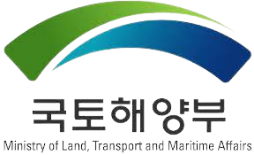 국토해양부
Ministry of Land, Transport and Maritime Affairs